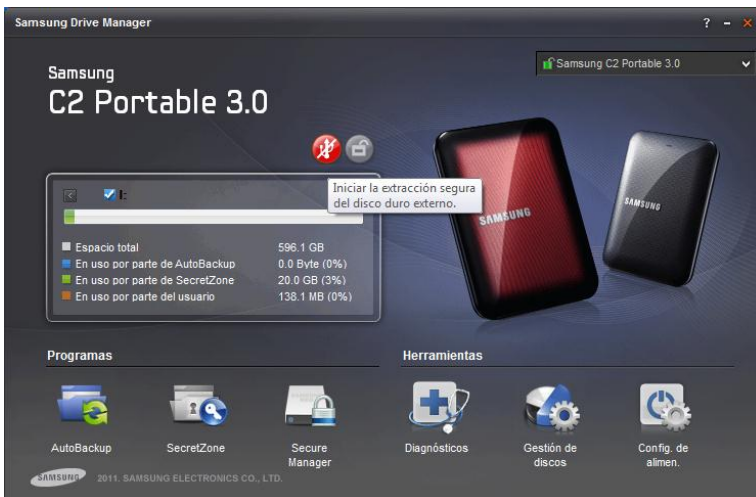 Samsung Drive Manager
? - ×
Samsung C2 Portable 3.0
Samsung
C2 Portable 3.0
I:
Iniciar la extracción segura
del disco duro externo.
Espacio total 596.1 GB
En uso por parte de AutoBackup 0.0 Byte (0%)
En uso por parte de SecretZone 20.0 GB (3%)
En uso por parte del usuario 138.1 MB (0%)
SAMSUNG
SAMSUNG
Programas
Herramientas
AutoBackup
SecretZone
Secure
Manager
Diagnósticos
Gestión de
discos
Config. de
alimen.
SAMSUNG
2011. SAMSUNG ELECTRONICS CO., LTD.